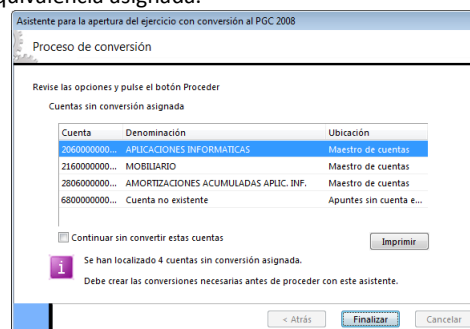 quivalencia asignada.
Asistente para la apertura del ejercicio con conversión al PGC 2008
Proceso de conversión
Revise las opciones y pulse el botón Proceder
Cuentas sin conversión asignada
Cuenta Denominación Ubicación
2060000000... APLICACIONES INFORMATICAS Maestro de cuentas
2160000000... MOBILIARIO Maestro de cuentas
2806000000... AMORTIZACIONES ACUMULADAS APLIC. INF. Maestro de cuentas
6800000000... Cuenta no existente Apuntes sin cuenta e...
Continuar sin convertir estas cuentas Imprimir
Se han localizado 4 cuentas sin conversión asignada.
Debe crear las conversiones necesarias antes de proceder con este asistente.
< Atrás Finalizar Cancelar